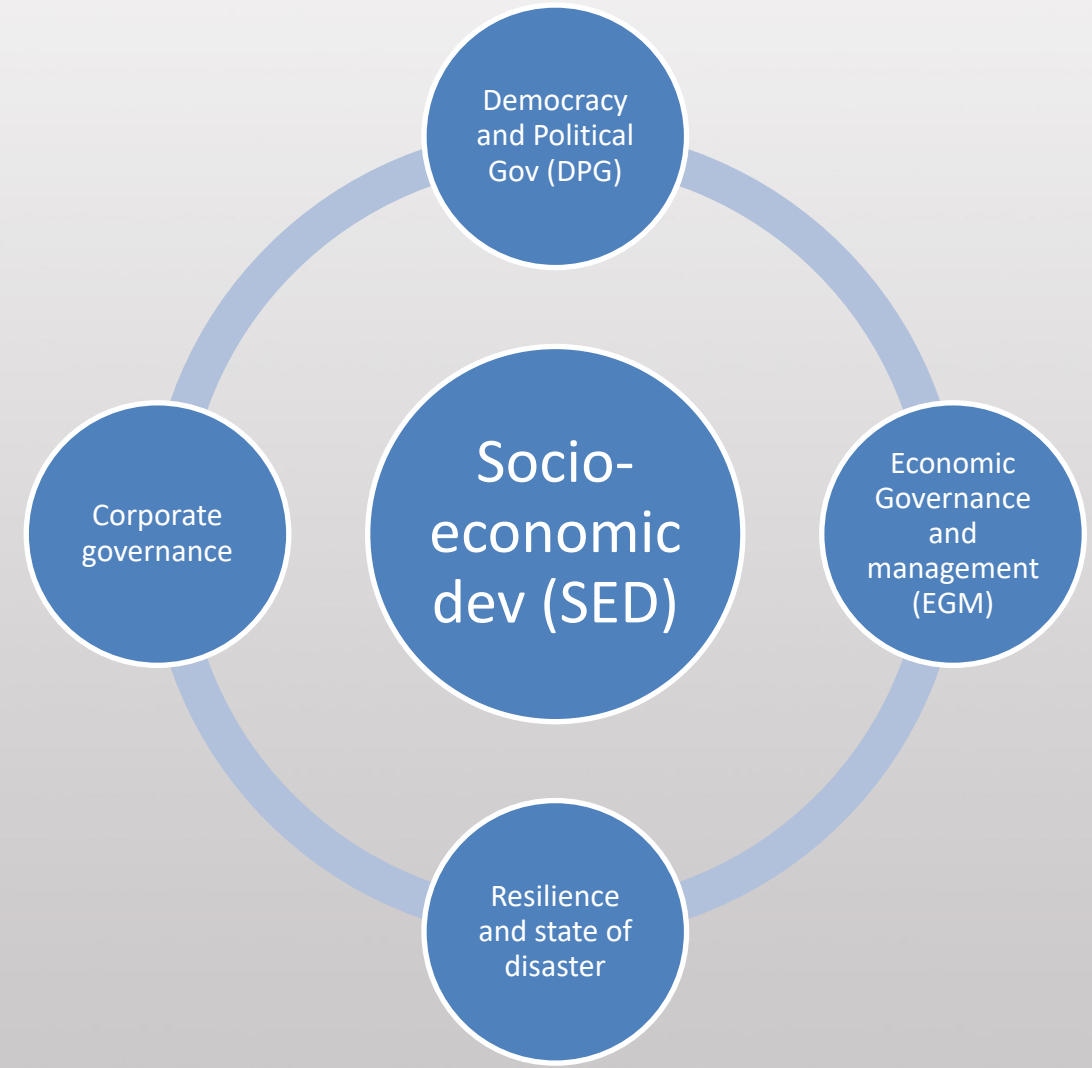 Democracy
and Political
Gov (DPG)
Socio-
economic
dev (SED)
Economic
Governance
and
management
(EGM)
Resilience
and state of
disaster
Corporate
governance